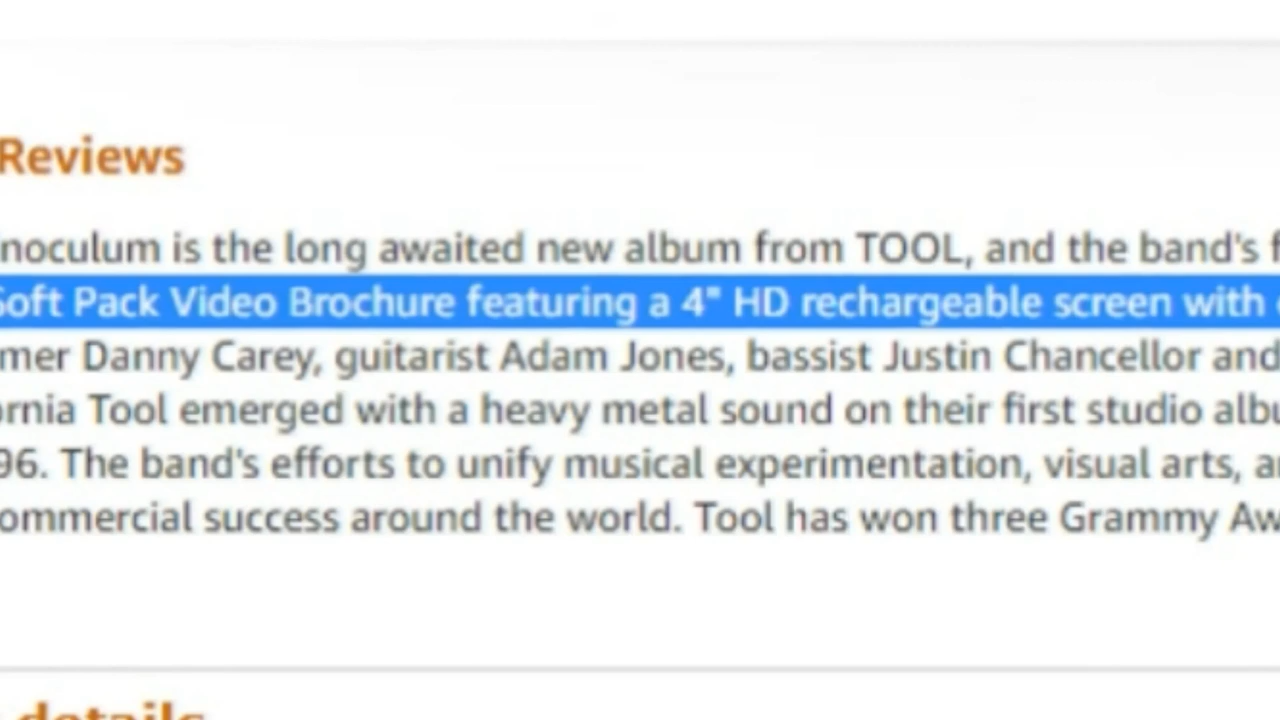 Reviews
noculum is the long awaited new album from TOOL, and the band's f
Soft Pack Video Brochure featuring a 4" HD rechargeable screen with
mer Danny Carey, guitarist Adam Jones, bassist Justin Chancellor and
ornia Tool emerged with a heavy metal sound on their first studio albu
96. The band's efforts to unify musical experimentation, visual arts, a
ommercial success around the world. Tool has won three Grammy Aw
details